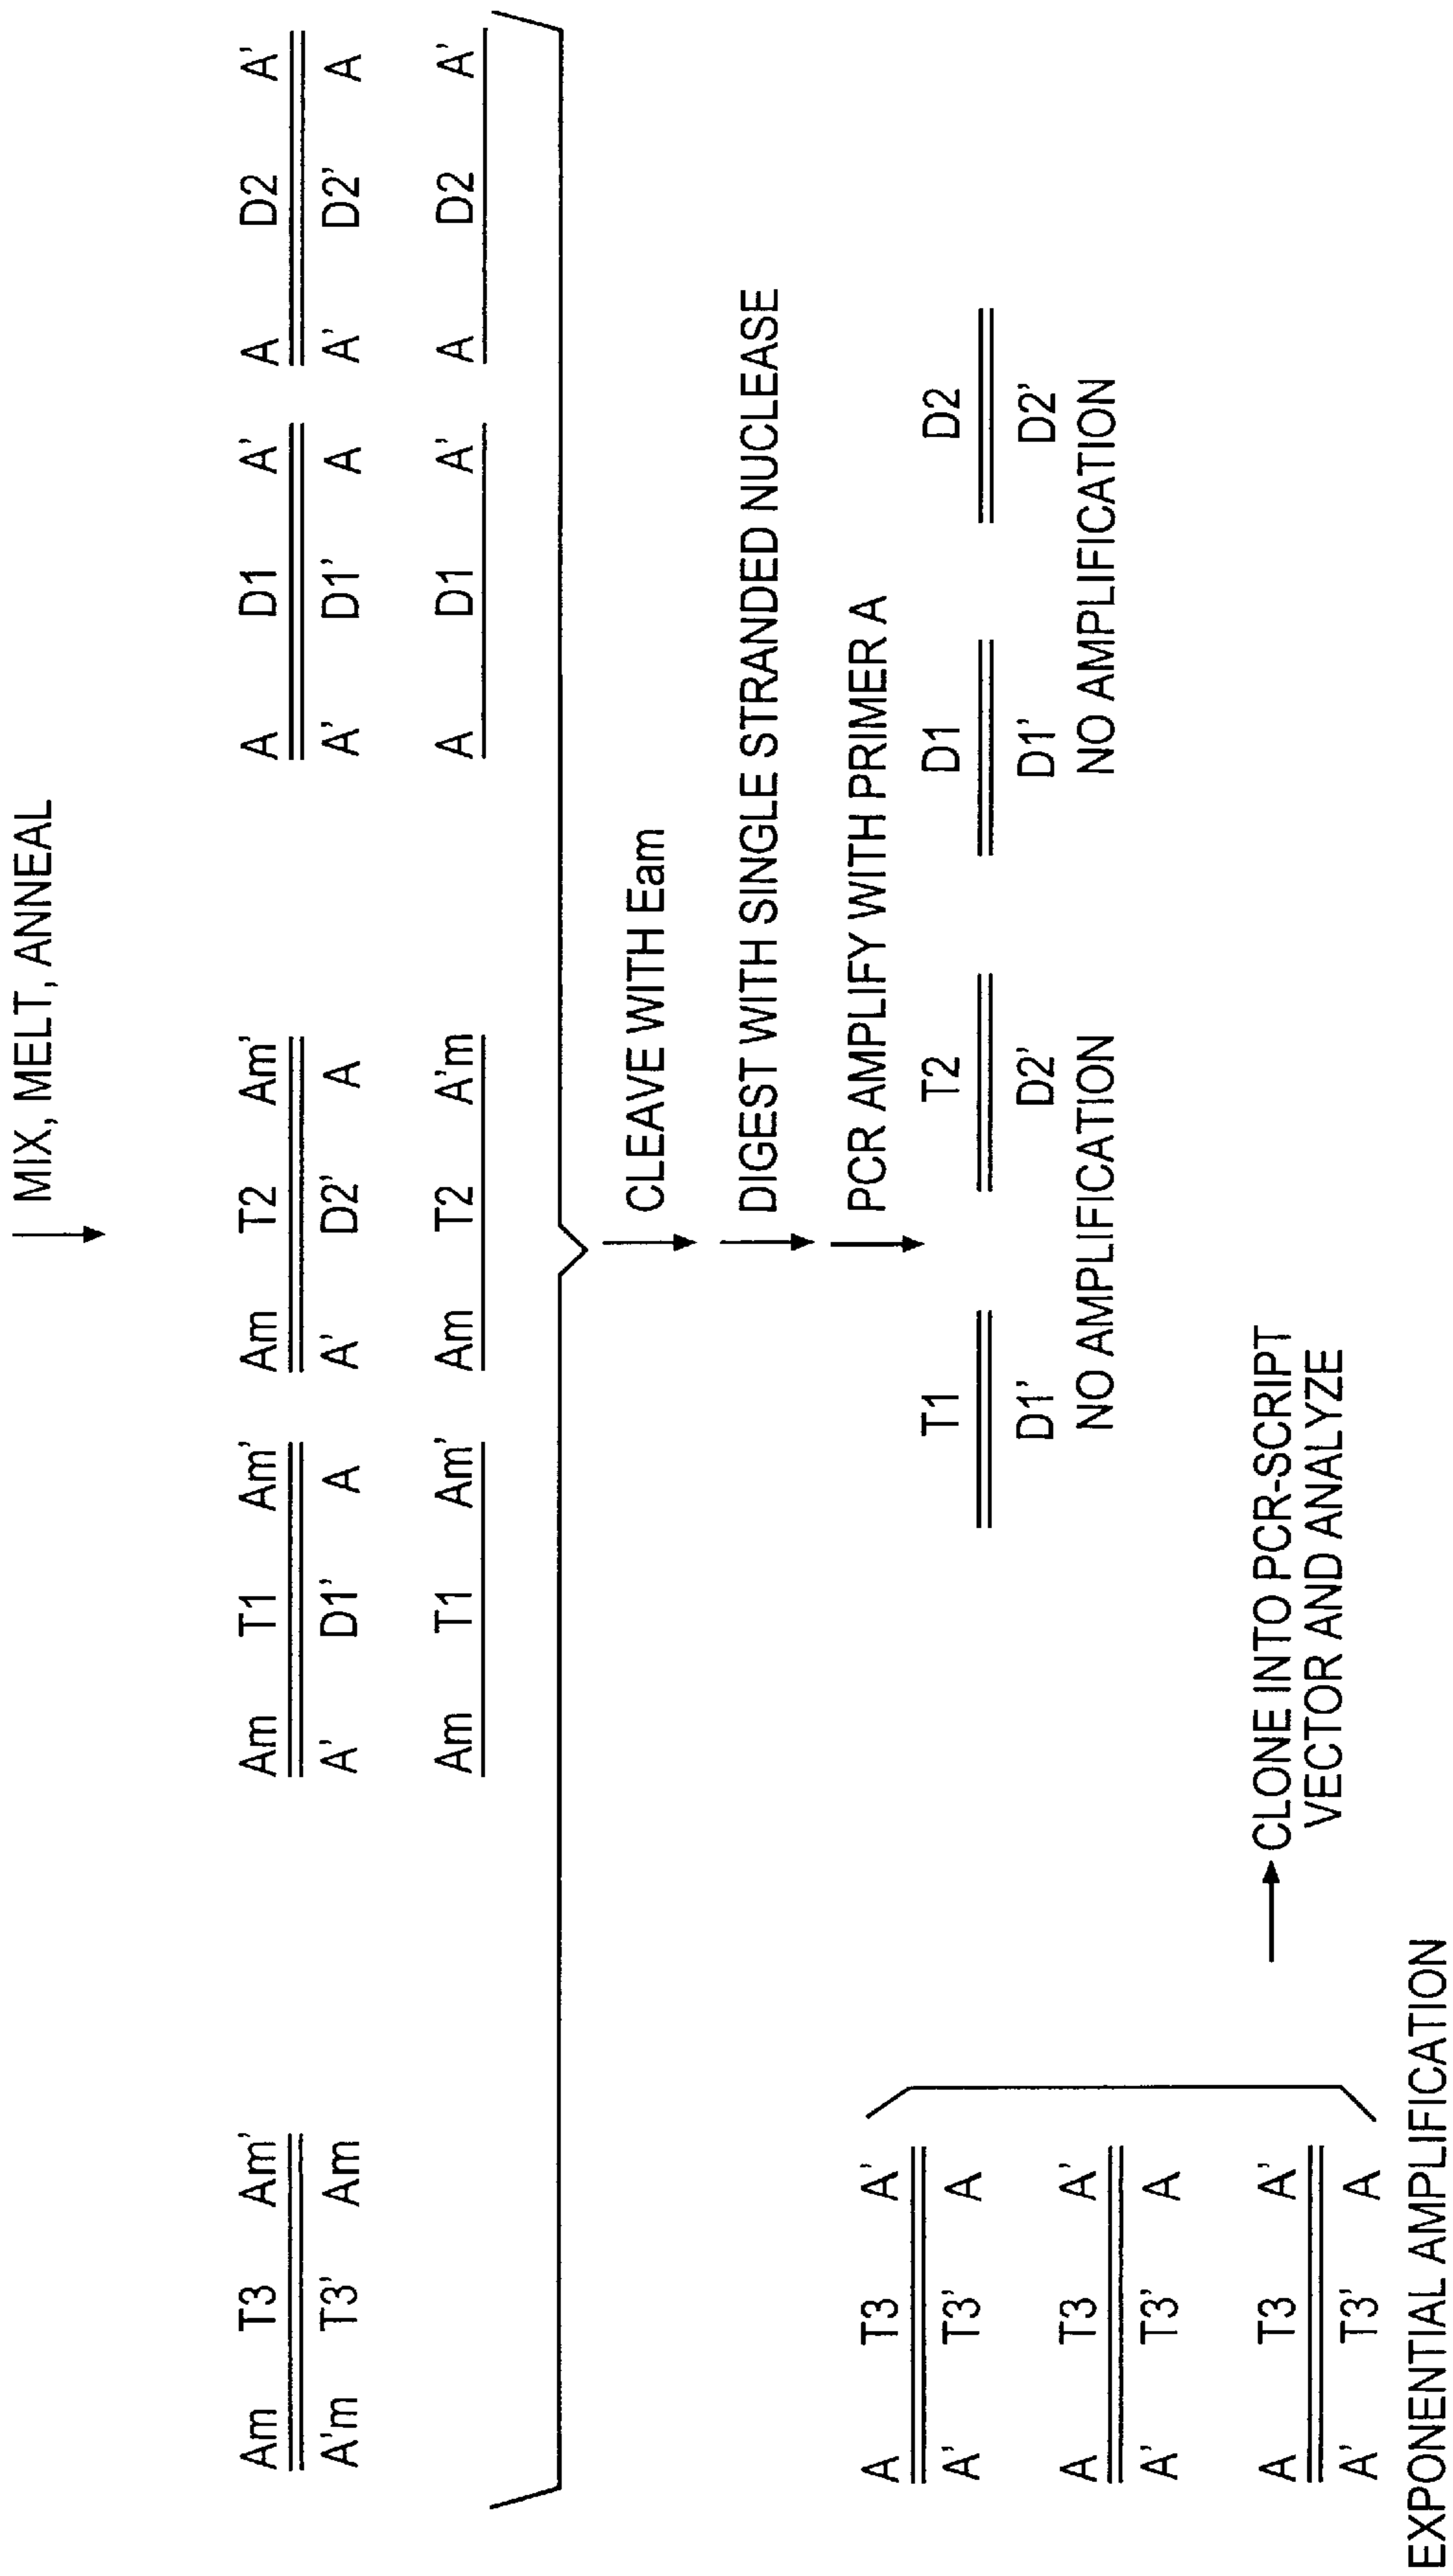 MIX, MELT, ANNEAL
Am T3 Am' Am T1 Am' Am T2 Am' A D1 A' A D2 A'
A'm T3' Am A' D1' A A' D2' A A' D1' A A' D2' A
Am T1 Am' Am T2 A'm A D1 A' A D2 A'
CLEAVE WITH Eam
DIGEST WITH SINGLE STRANDED NUCLEASE
PCR AMPLIFY WITH PRIMER A
A T3 A'
A' T3' A
A T3 A'
A' T3' A
A T3 A'
A' T3' A
EXPONENTIAL AMPLIFICATION
T1 T2 D1 D2
D1' D2' D1' D2'
NO AMPLIFICATION NO AMPLIFICATION
CLONE INTO PCR-SCRIPT
VECTOR AND ANALYZE